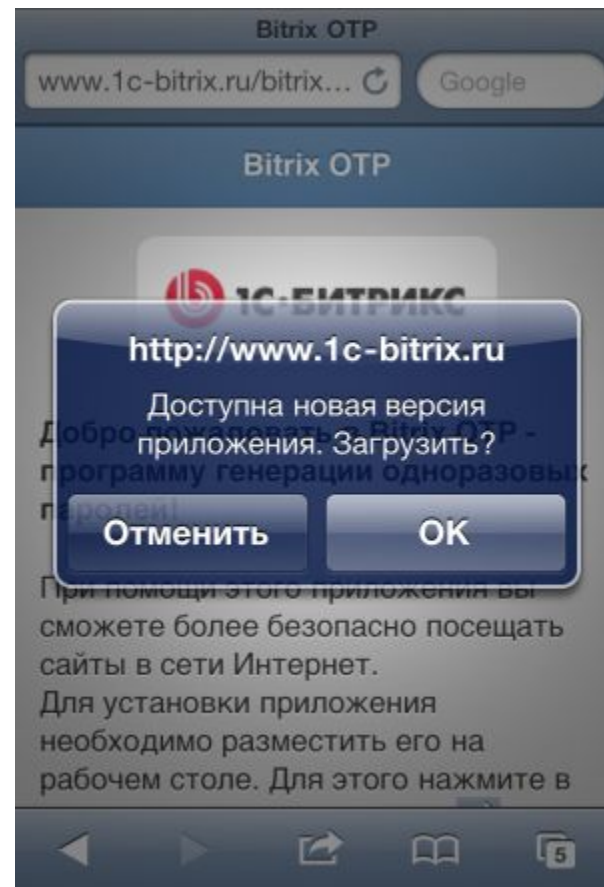 Bitrix OTP
www.1c-bitrix.ru/bitrix...
Google
Bitrix OTP
1С·БИТРИКС
http://www.1c-bitrix.ru
Доступна новая версия
приложения. Загрузить?
Добро пожаловать в Bitrix OTP -
программу генерации одноразовых
паролей!
Отменить
OK
При помощи этого приложения вы
сможете более безопасно посещать
сайты в сети Интернет.
Для установки приложения
необходимо разместить его на
рабочем столе. Для этого нажмите в
5